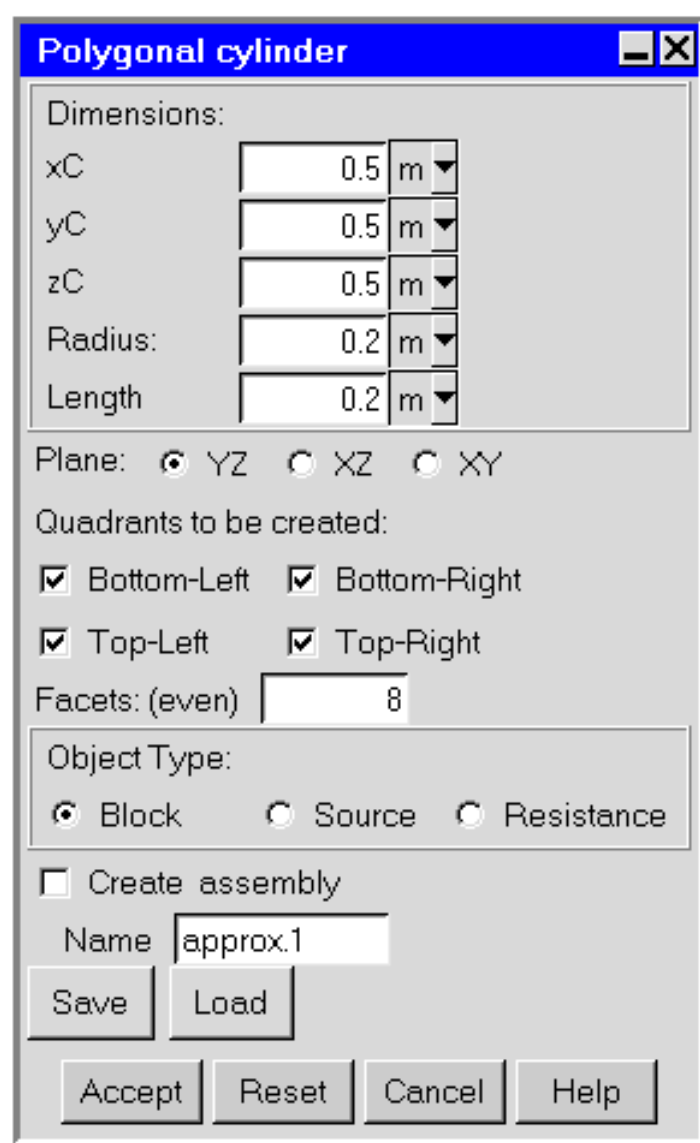 Polygonal cylinder
Dimensions:
xC 0.5 m
yC 0.5 m
zC 0.5 m
Radius: 0.2 m
Length 0.2 m
Plane: YZ XZ XY
Quadrants to be created:
Bottom-Left Bottom-Right
Top-Left Top-Right
Facets: (even) 8
Object Type:
Block Source Resistance
Create assembly
Name approx.1
Save Load
Accept Reset Cancel Help